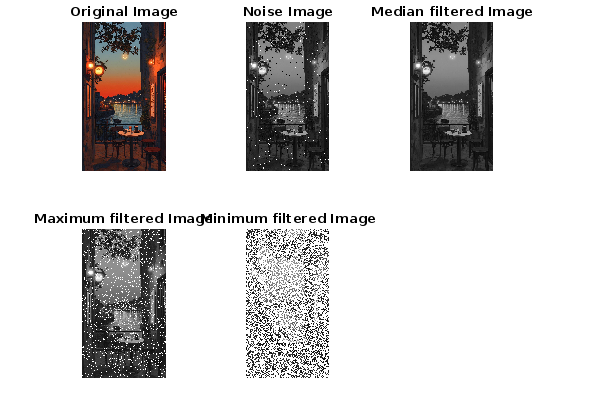 Original Image
Noise Image
Median filtered Image
Maximum filtered Image
Minimum filtered Image